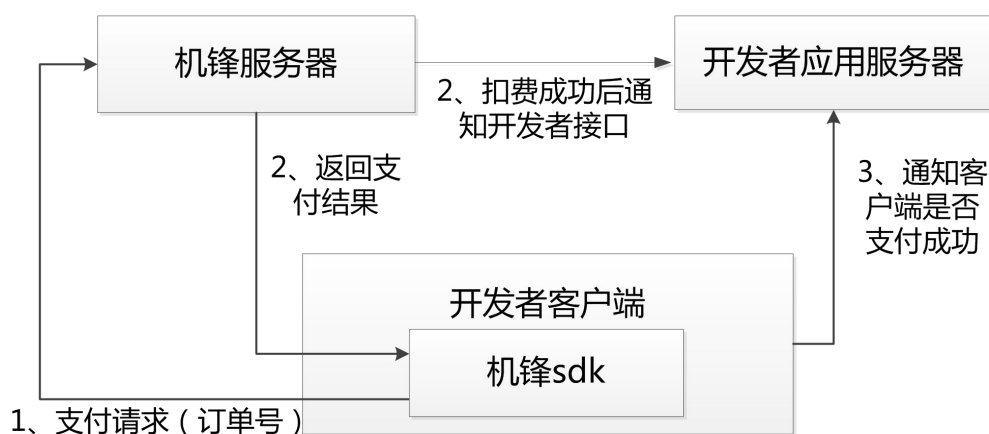 机锋服务器
开发者应用服务器
2、扣费成功后通
知开发者接口
2、返回支
付结果
3、通知客
户端是否
支付成功
开发者客户端
机锋sdk
1、支付请求（订单号）